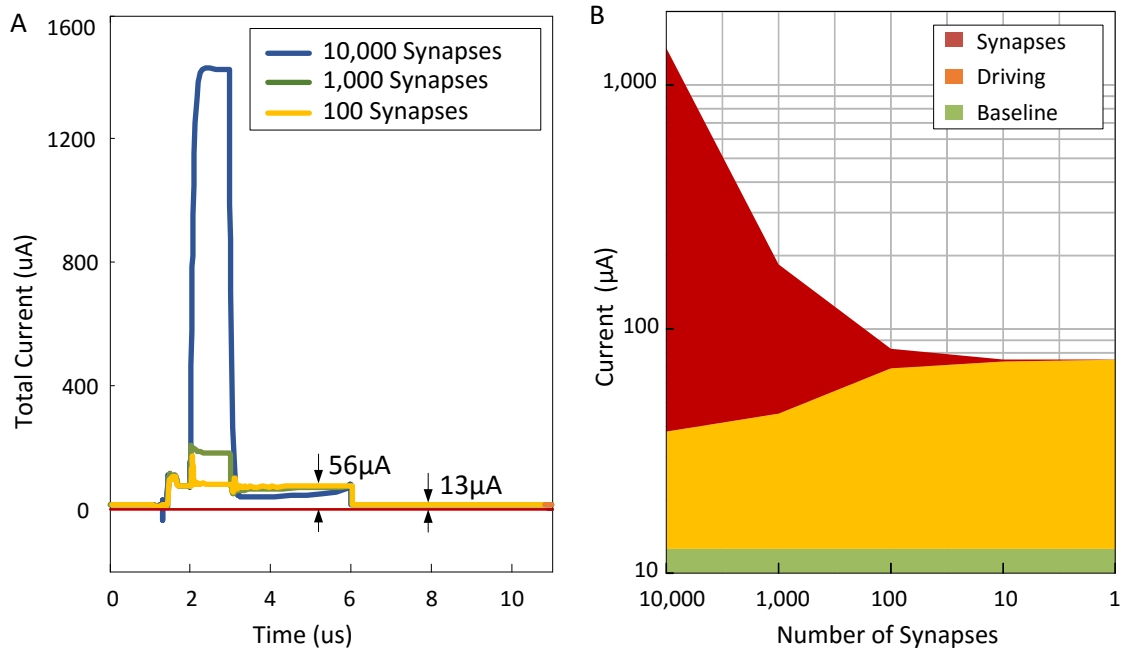 A
Total Current (uA)
1600
1200
800
400
0
10,000 Synapses
1,000 Synapses
100 Synapses
56µA
13µA
0 2 4 6 8 10
Time (us)
B
Current (µA)
1,000
100
10
Synapses
Driving
Baseline
10,000 1,000 100 10 1
Number of Synapses